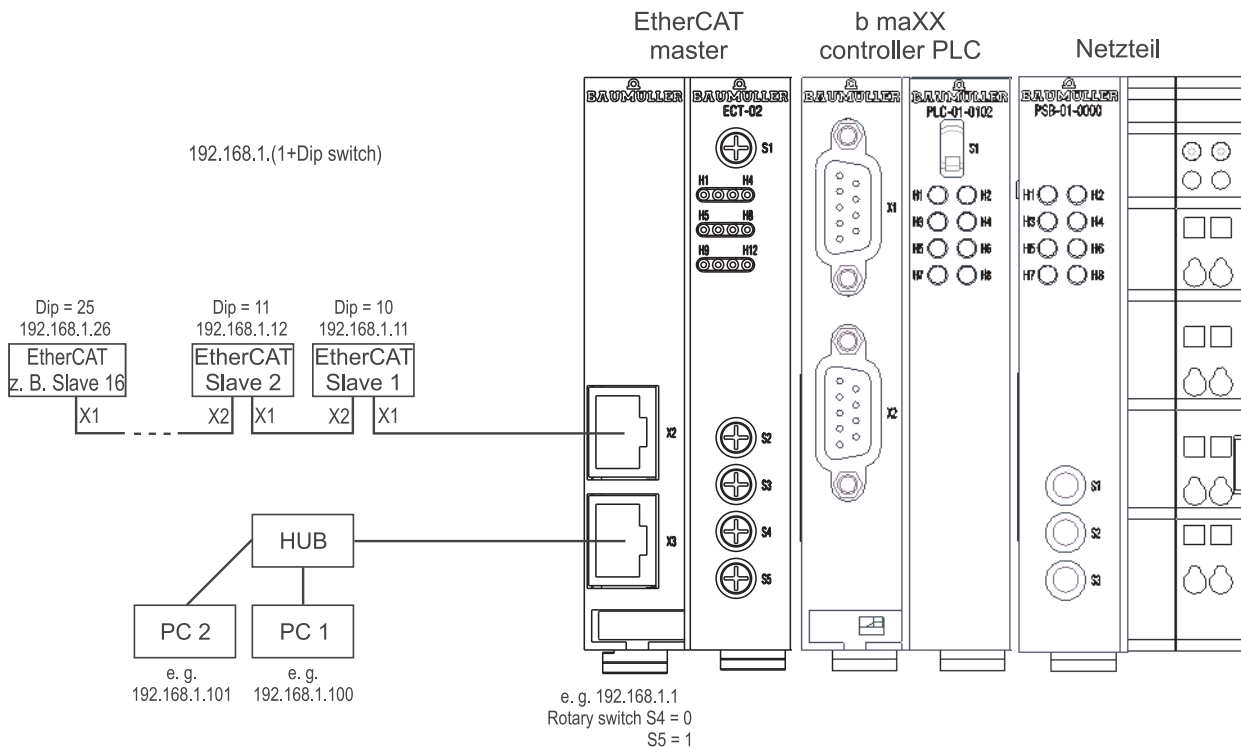 EtherCAT
master
b maXX
controller PLC
Netzteil
BAUMÜLLER
BAUMÜLLER
ECT-02
BAUMÜLLER
BAUMÜLLER
PLC-01-0102
BAUMÜLLER
PSB-01-0000
192.168.1.(1+Dip switch)
S1
H1 H4
H5 H8
H9 H12
X1
S1
H1 H2
H3 H4
H5 H6
H7 H8
H1 H2
H3 H4
H5 H6
H7 H8
Dip = 25
192.168.1.26
EtherCAT
z. B. Slave 16
X1
Dip = 11
192.168.1.12
EtherCAT
Slave 2
X2 X1
Dip = 10
192.168.1.11
EtherCAT
Slave 1
X2 X1
X2
S2
S3
S4
S5
X2
S1
S2
S3
X3
HUB
PC 2
PC 1
e. g.
192.168.1.101
e. g.
192.168.1.100
e. g. 192.168.1.1
Rotary switch S4 = 0
S5 = 1